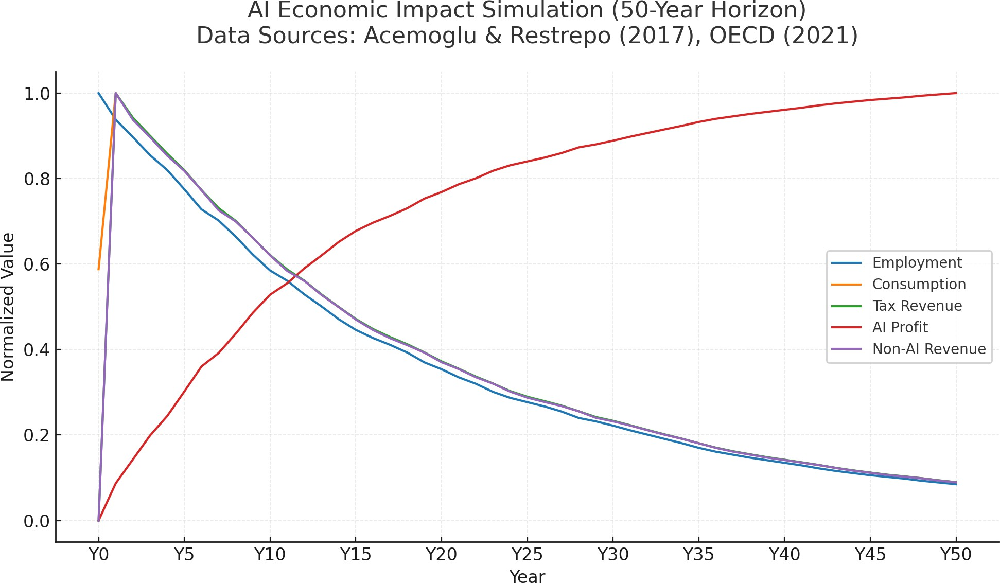 AI Economic Impact Simulation (50-Year Horizon)
Data Sources: Acemoglu & Restrepo (2017), OECD (2021)
1.0
0.8
0.6
0.4
0.2
0.0
Normalized Value
Employment
Consumption
Tax Revenue
AI Profit
Non-AI Revenue
Y0 Y5 Y10 Y15 Y20 Y25 Y30 Y35 Y40 Y45 Y50
Year